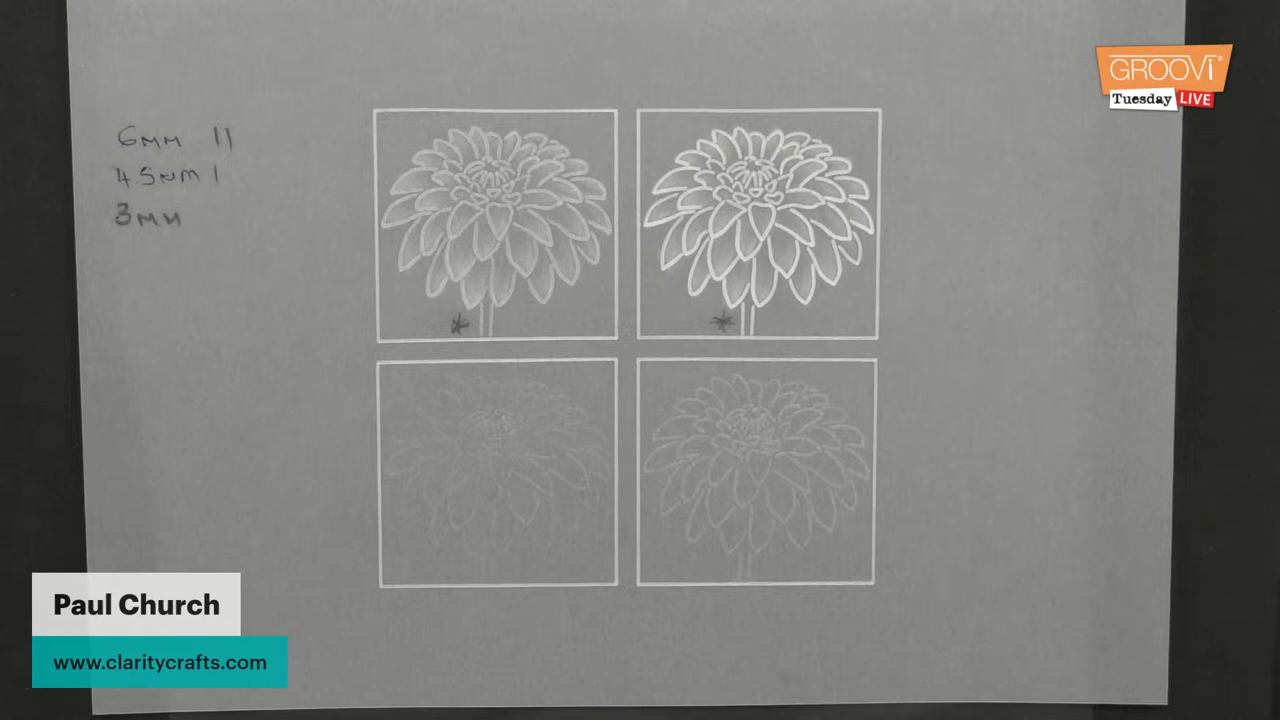 GROOVI®
Tuesday LIVE
6MM 11
4.5MM 1
3MM
Paul Church
www.claritycrafts.com